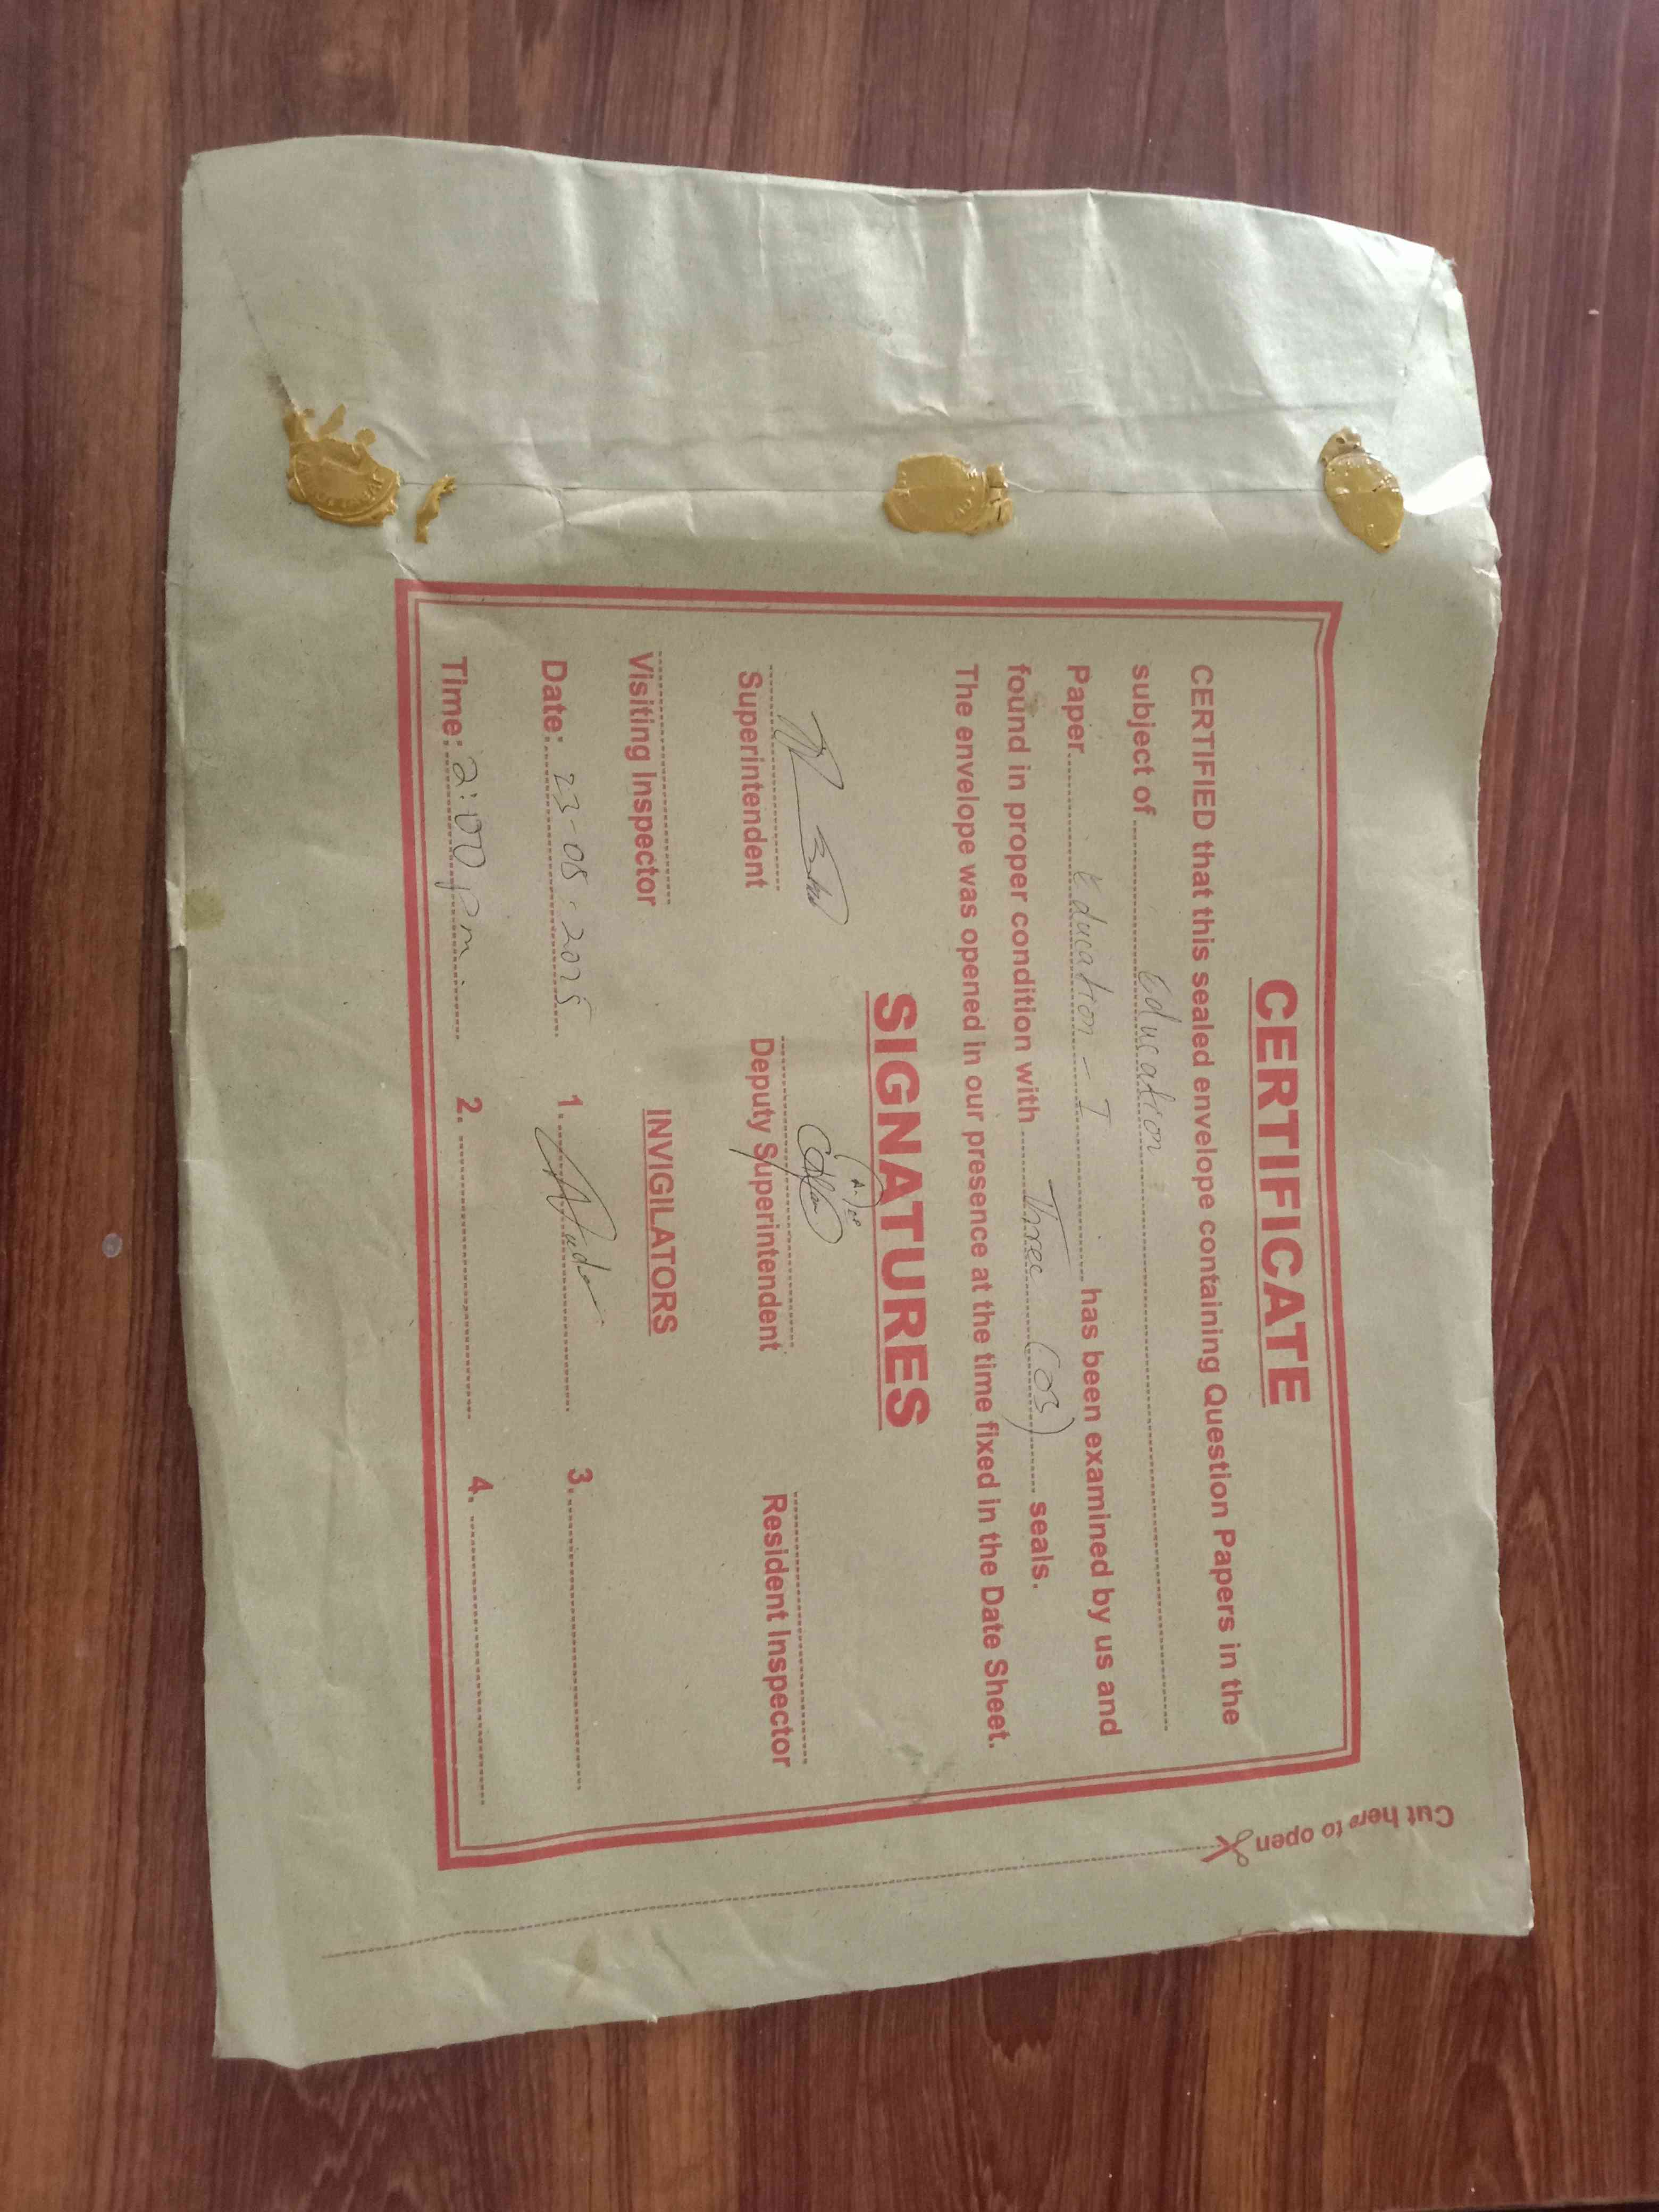 CERTIFICATE
CERTIFIED that this sealed envelope containing Question Papers in the
subject of Education
Paper Education - I has been examined by us and
found in proper condition with Three (03) seals.
The envelope was opened in our presence at the time fixed in the Date Sheet.
SIGNATURES
Superintendent Deputy Superintendent Resident Inspector
Visiting Inspector INVIGILATORS
Date: 23-08-2025 1. 3.
Time: 2:00 pm. 2. 4.
Cut here to open